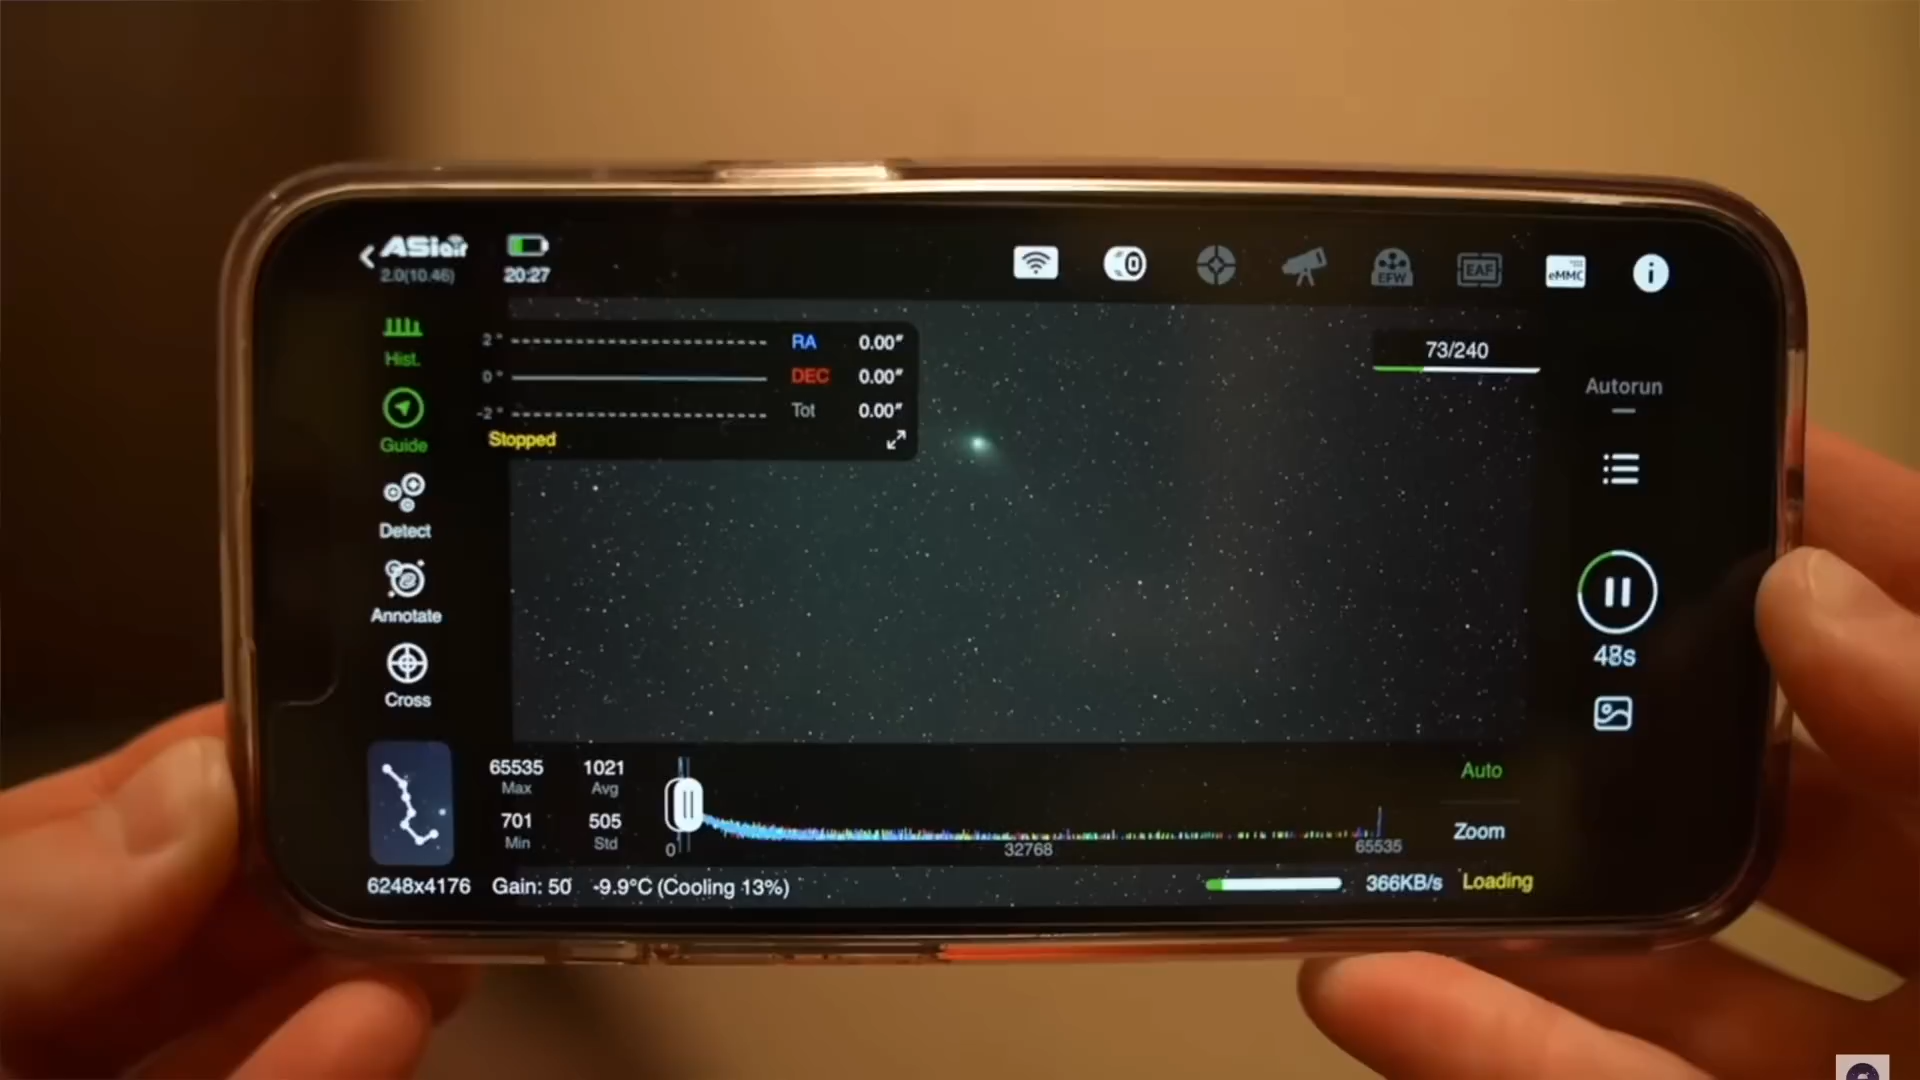 ASIair
2.0(10.46)
20:27
EFW
EAF
eMMC
i
Hist.
Guide
Detect
Annotate
Cross
2"
0"
-2"
RA 0.00"
DEC 0.00"
Tot 0.00"
Stopped
73/240
Autorun
48s
65535
Max
1021
Avg
701
Min
505
Std
0
32768
65535
Auto
Zoom
6248x4176
Gain: 50
-9.9°C (Cooling 13%)
366KB/s
Loading